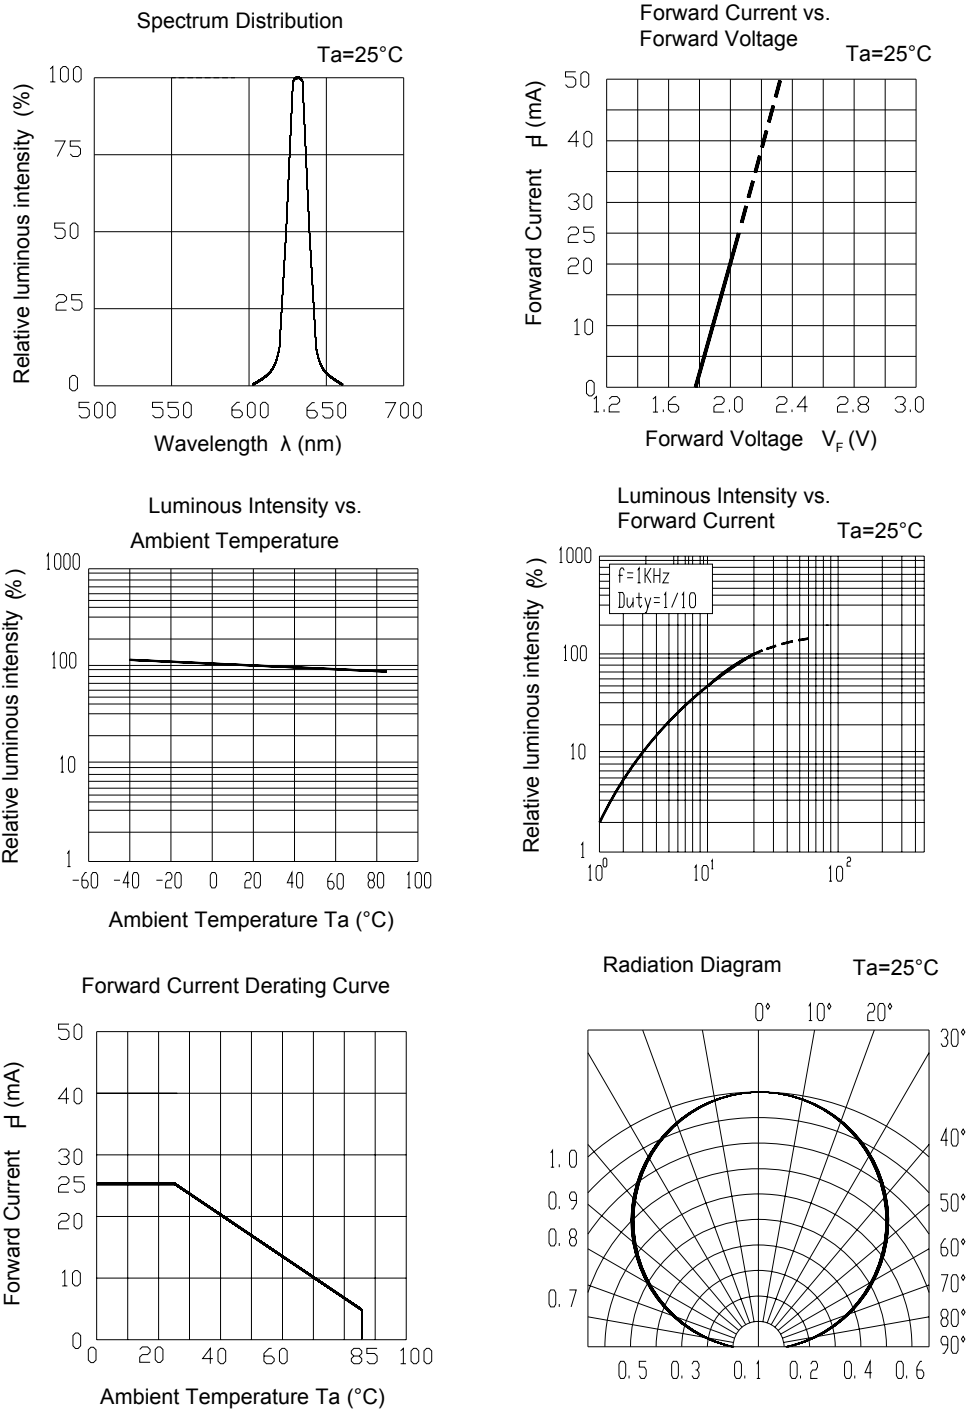 Spectrum Distribution
Ta=25°C
Relative luminous intensity (%)
100
75
50
25
0
500 550 600 650 700
Wavelength λ (nm)
Forward Current vs.
Forward Voltage
Ta=25°C
Forward Current (mA)
50
40
30
25
20
10
0
1.2 1.6 2.0 2.4 2.8 3.0
Forward Voltage VF (V)
Luminous Intensity vs.
Ambient Temperature
Relative luminous intensity (%)
1000
100
10
1
-60 -40 -20 0 20 40 60 80 100
Ambient Temperature Ta (°C)
Luminous Intensity vs.
Forward Current
Ta=25°C
Relative luminous intensity (%)
1000
f=1KHz
Duty=1/10
100
10
1
10⁰ 10¹ 10²
Forward Current Derating Curve
Forward Current (mA)
50
40
30
25
20
10
0
0 20 40 85 100
Ambient Temperature Ta (°C)
Radiation Diagram
Ta=25°C
0° 10° 20°
30°
40°
50°
60°
70°
80°
90°
1.0
0.9
0.8
0.7
0.5 0.3 0.1 0.2 0.4 0.6